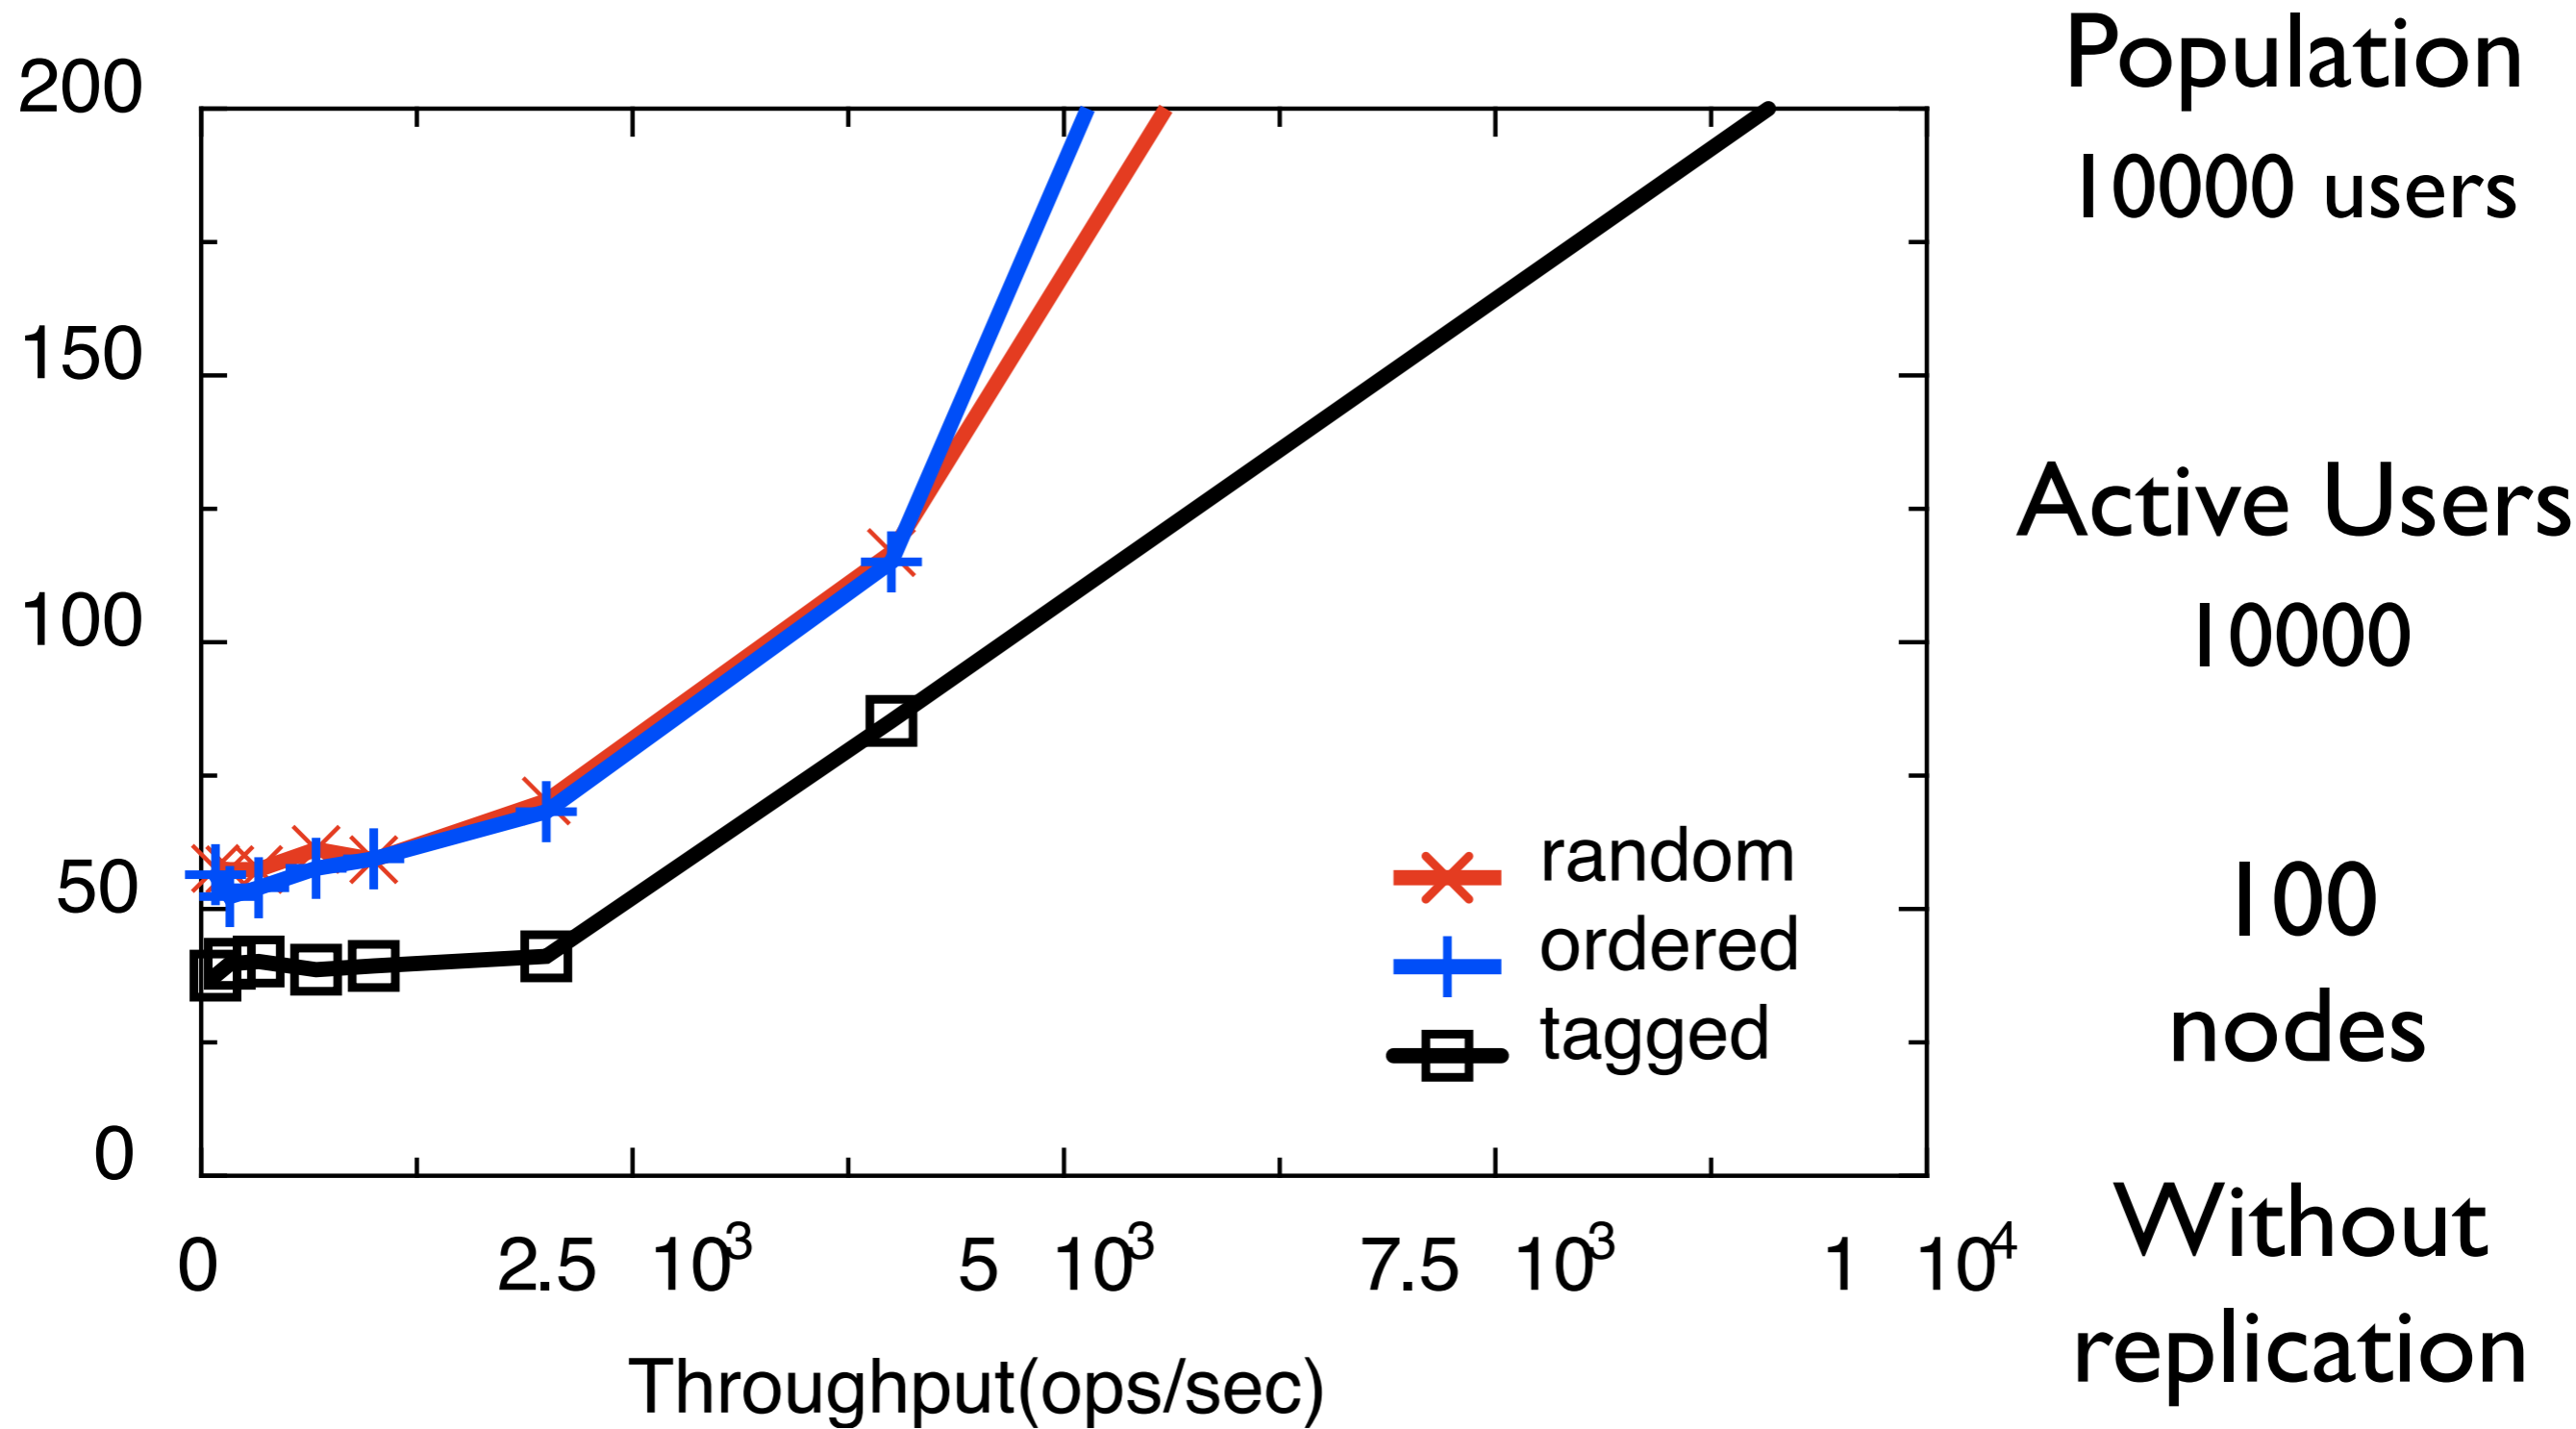 200
150
100
50
0
0 2.5 10³ 5 10³ 7.5 10³ 1 10⁴
Throughput(ops/sec)
random
ordered
tagged
Population
10000 users
Active Users
10000
100
nodes
Without
replication